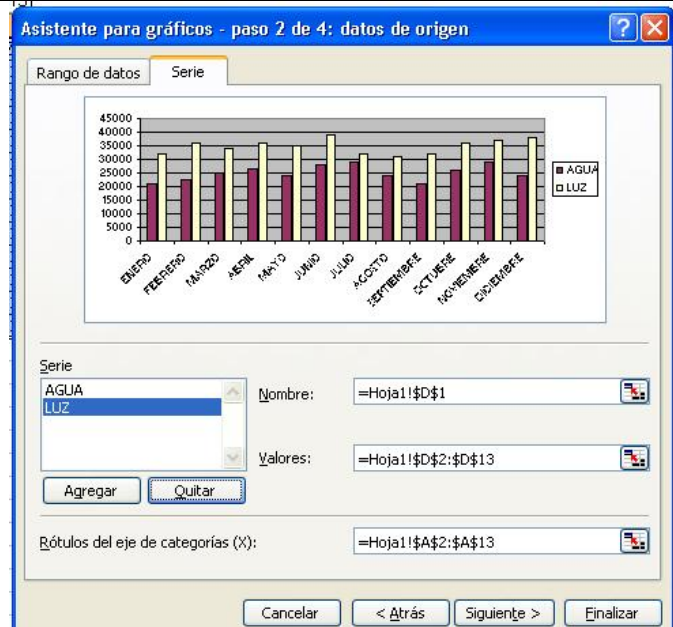 Asistente para gráficos - paso 2 de 4: datos de origen
Rango de datos
Serie
45000
40000
35000
30000
25000
20000
15000
10000
5000
0
AGUA
LUZ
ENERO
FEBRERO
MARZO
ABRIL
MAYO
JUNIO
JULIO
AGOSTO
SEPTIEMBRE
OCTUBRE
NOVIEMBRE
DICIEMBRE
Serie
AGUA
LUZ
Nombre:
=Hoja1!$D$1
Valores:
=Hoja1!$D$2:$D$13
Agregar
Quitar
Rótulos del eje de categorías (X):
=Hoja1!$A$2:$A$13
Cancelar
< Atrás
Siguiente >
Finalizar